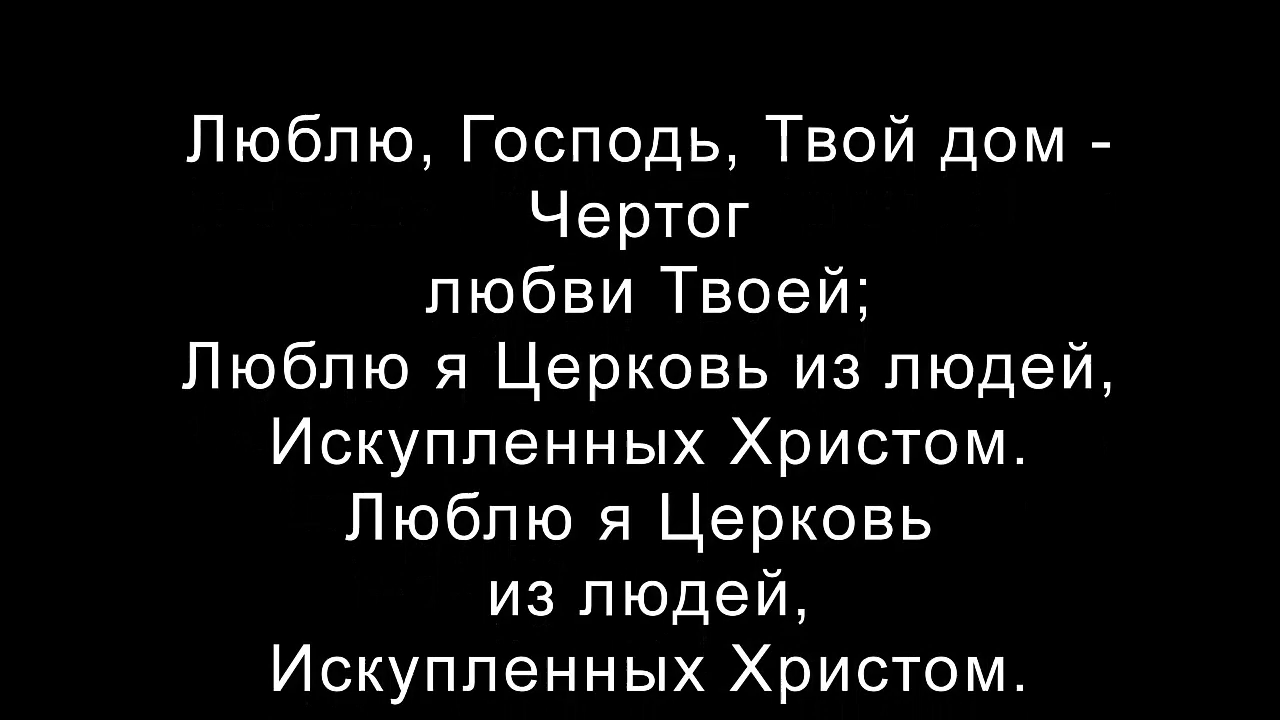 Люблю, Господь, Твой дом -
Чертог
любви Твоей;
Люблю я Церковь из людей,
Искупленных Христом.
Люблю я Церковь
из людей,
Искупленных Христом.